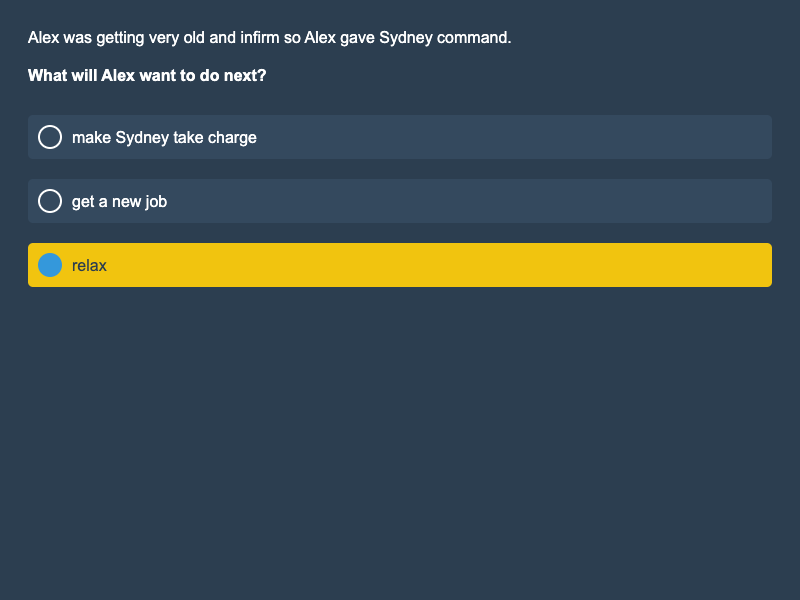 Alex was getting very old and infirm so Alex gave Sydney command.
What will Alex want to do next?
make Sydney take charge
get a new job
relax